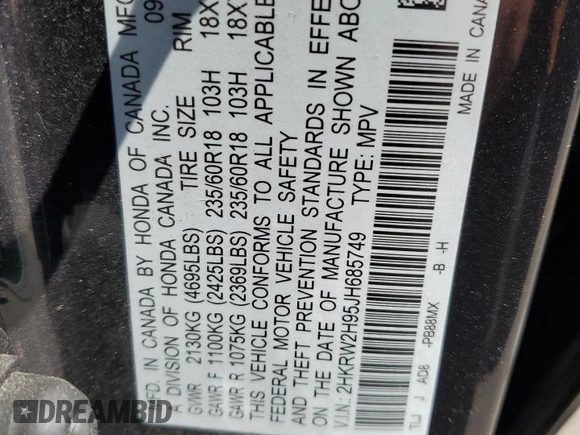 MFD. IN CANADA BY HONDA OF CANADA MFG
A DIVISION OF HONDA CANADA INC. 09
GVWR 2130KG (4695LBS) TIRE SIZE RIM
GAWR F 1100KG (2425LBS) 235/60R18 103H 18X
GAWR R 1075KG (2369LBS) 235/60R18 103H 18X
THIS VEHICLE CONFORMS TO ALL APPLICABLE
FEDERAL MOTOR VEHICLE SAFETY
AND THEFT PREVENTION STANDARDS IN EFFE
ON THE DATE OF MANUFACTURE SHOWN ABO
V.I.N.: 2HKRW2H95JH685749 TYPE: MPV
TLJ J AD8 -PB88MX -B -H
MADE IN CANA
DREAMBID